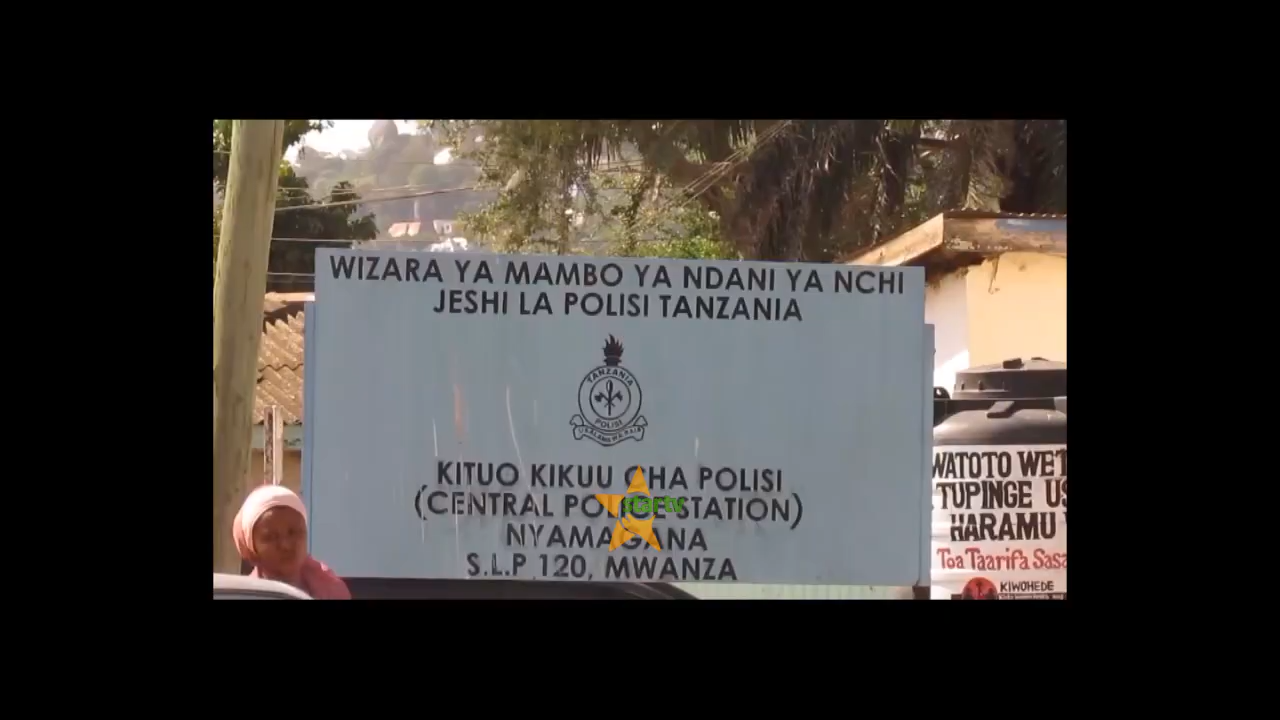 WIZARA YA MAMBO YA NDANI YA NCHI
JESHI LA POLISI TANZANIA
TANZANIA
POLISI
KITUO KIKUU CHA POLISI
(CENTRAL POLICE STATION)
startv
NYAMAGANA
S.L.P 120, MWANZA
WATOTO
TUPINGE
HARAMU
Toa Taarifa Sasa
KIWOHEDE